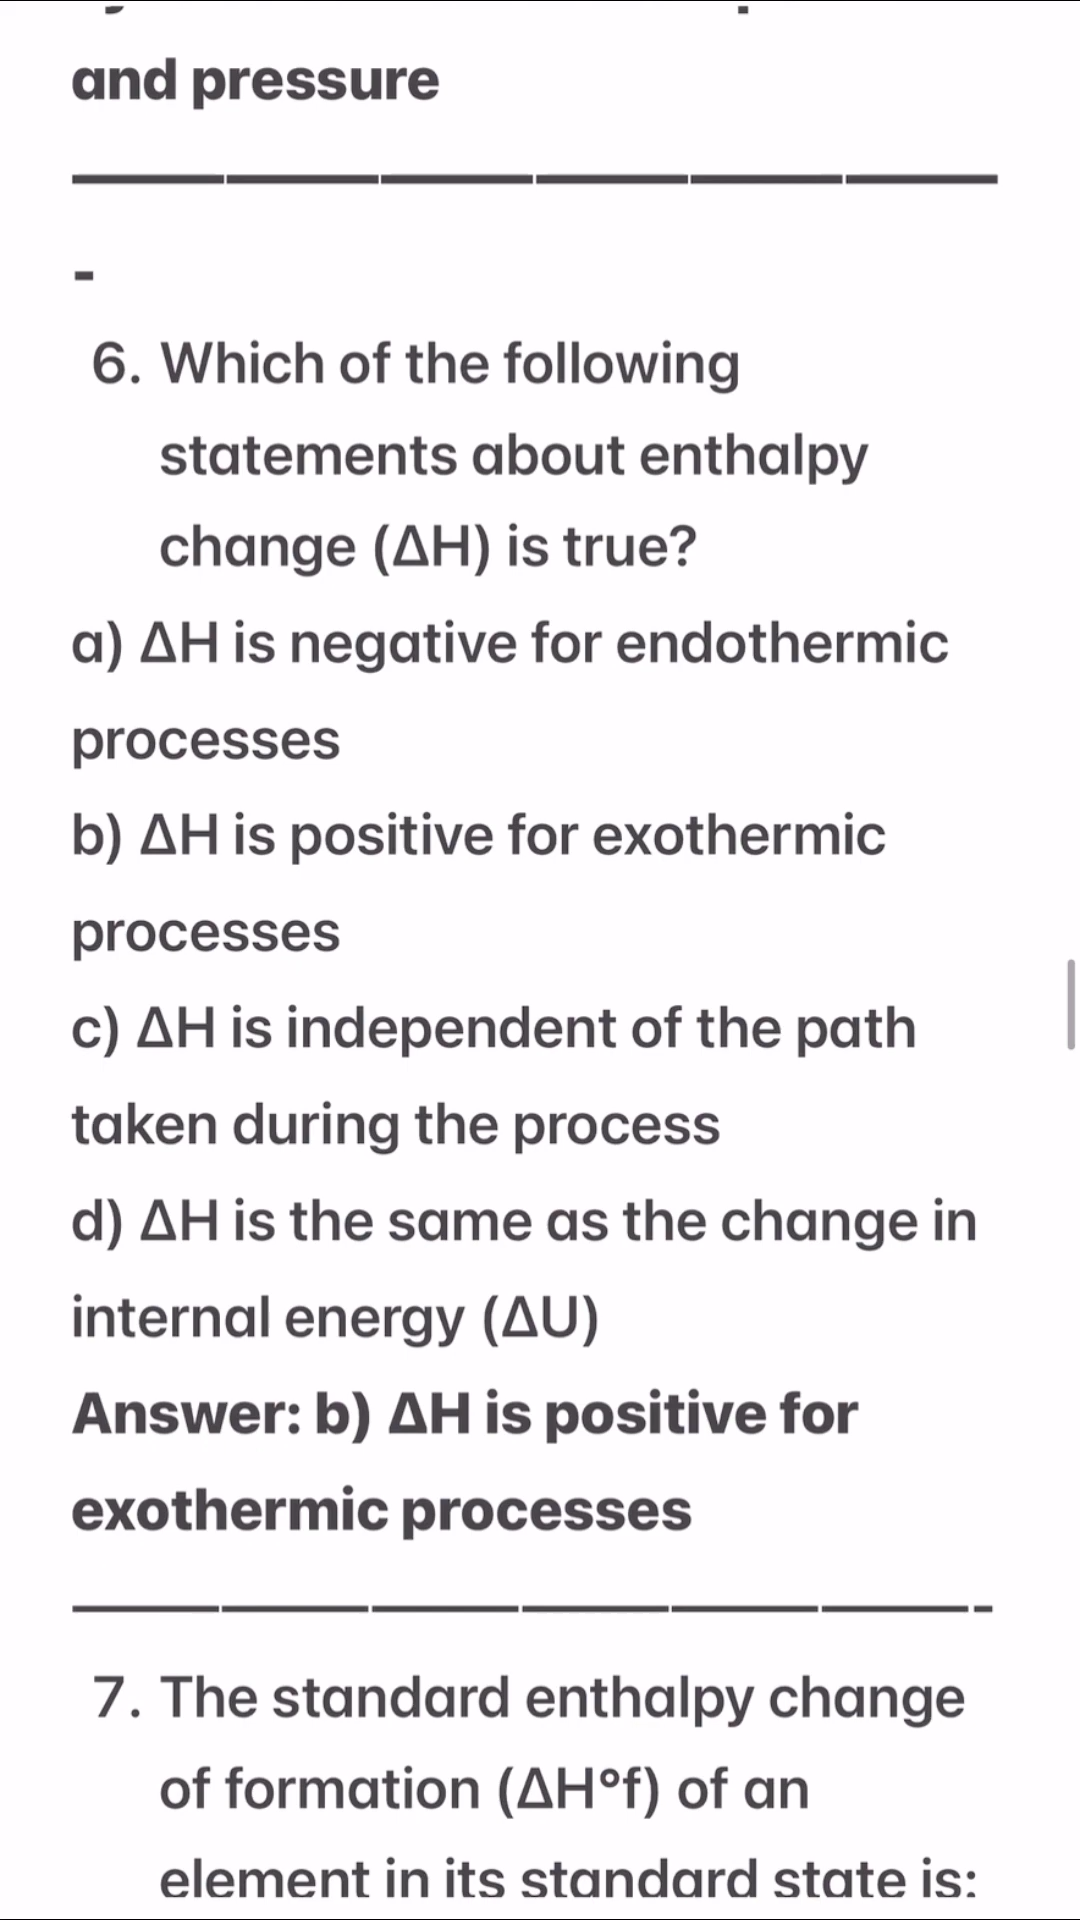 and pressure
——————
-
6. Which of the following
statements about enthalpy
change (ΔH) is true?
a) ΔH is negative for endothermic
processes
b) ΔH is positive for exothermic
processes
c) ΔH is independent of the path
taken during the process
d) ΔH is the same as the change in
internal energy (ΔU)
Answer: b) ΔH is positive for
exothermic processes
——————-
7. The standard enthalpy change
of formation (ΔH°f) of an
element in its standard state is: